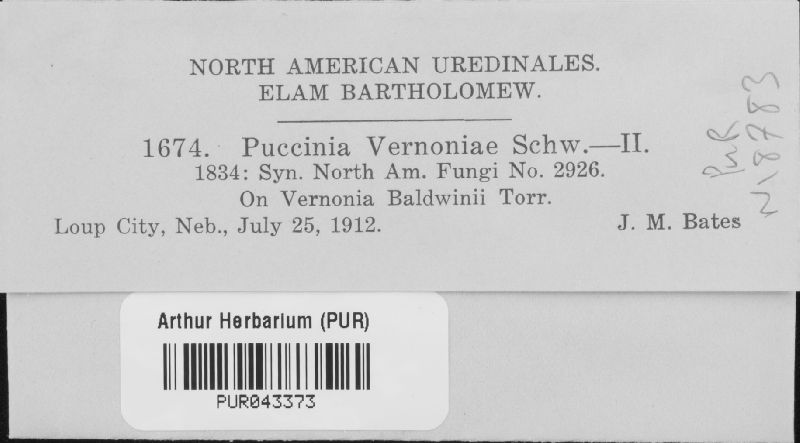 NORTH AMERICAN UREDINALES.
ELAM BARTHOLOMEW.
1674. Puccinia Vernoniae Schw.—II.
1834: Syn. North Am. Fungi No. 2926.
On Vernonia Baldwinii Torr.
Loup City, Neb., July 25, 1912. J. M. Bates
PUR
N18783
Arthur Herbarium (PUR)
PUR043373